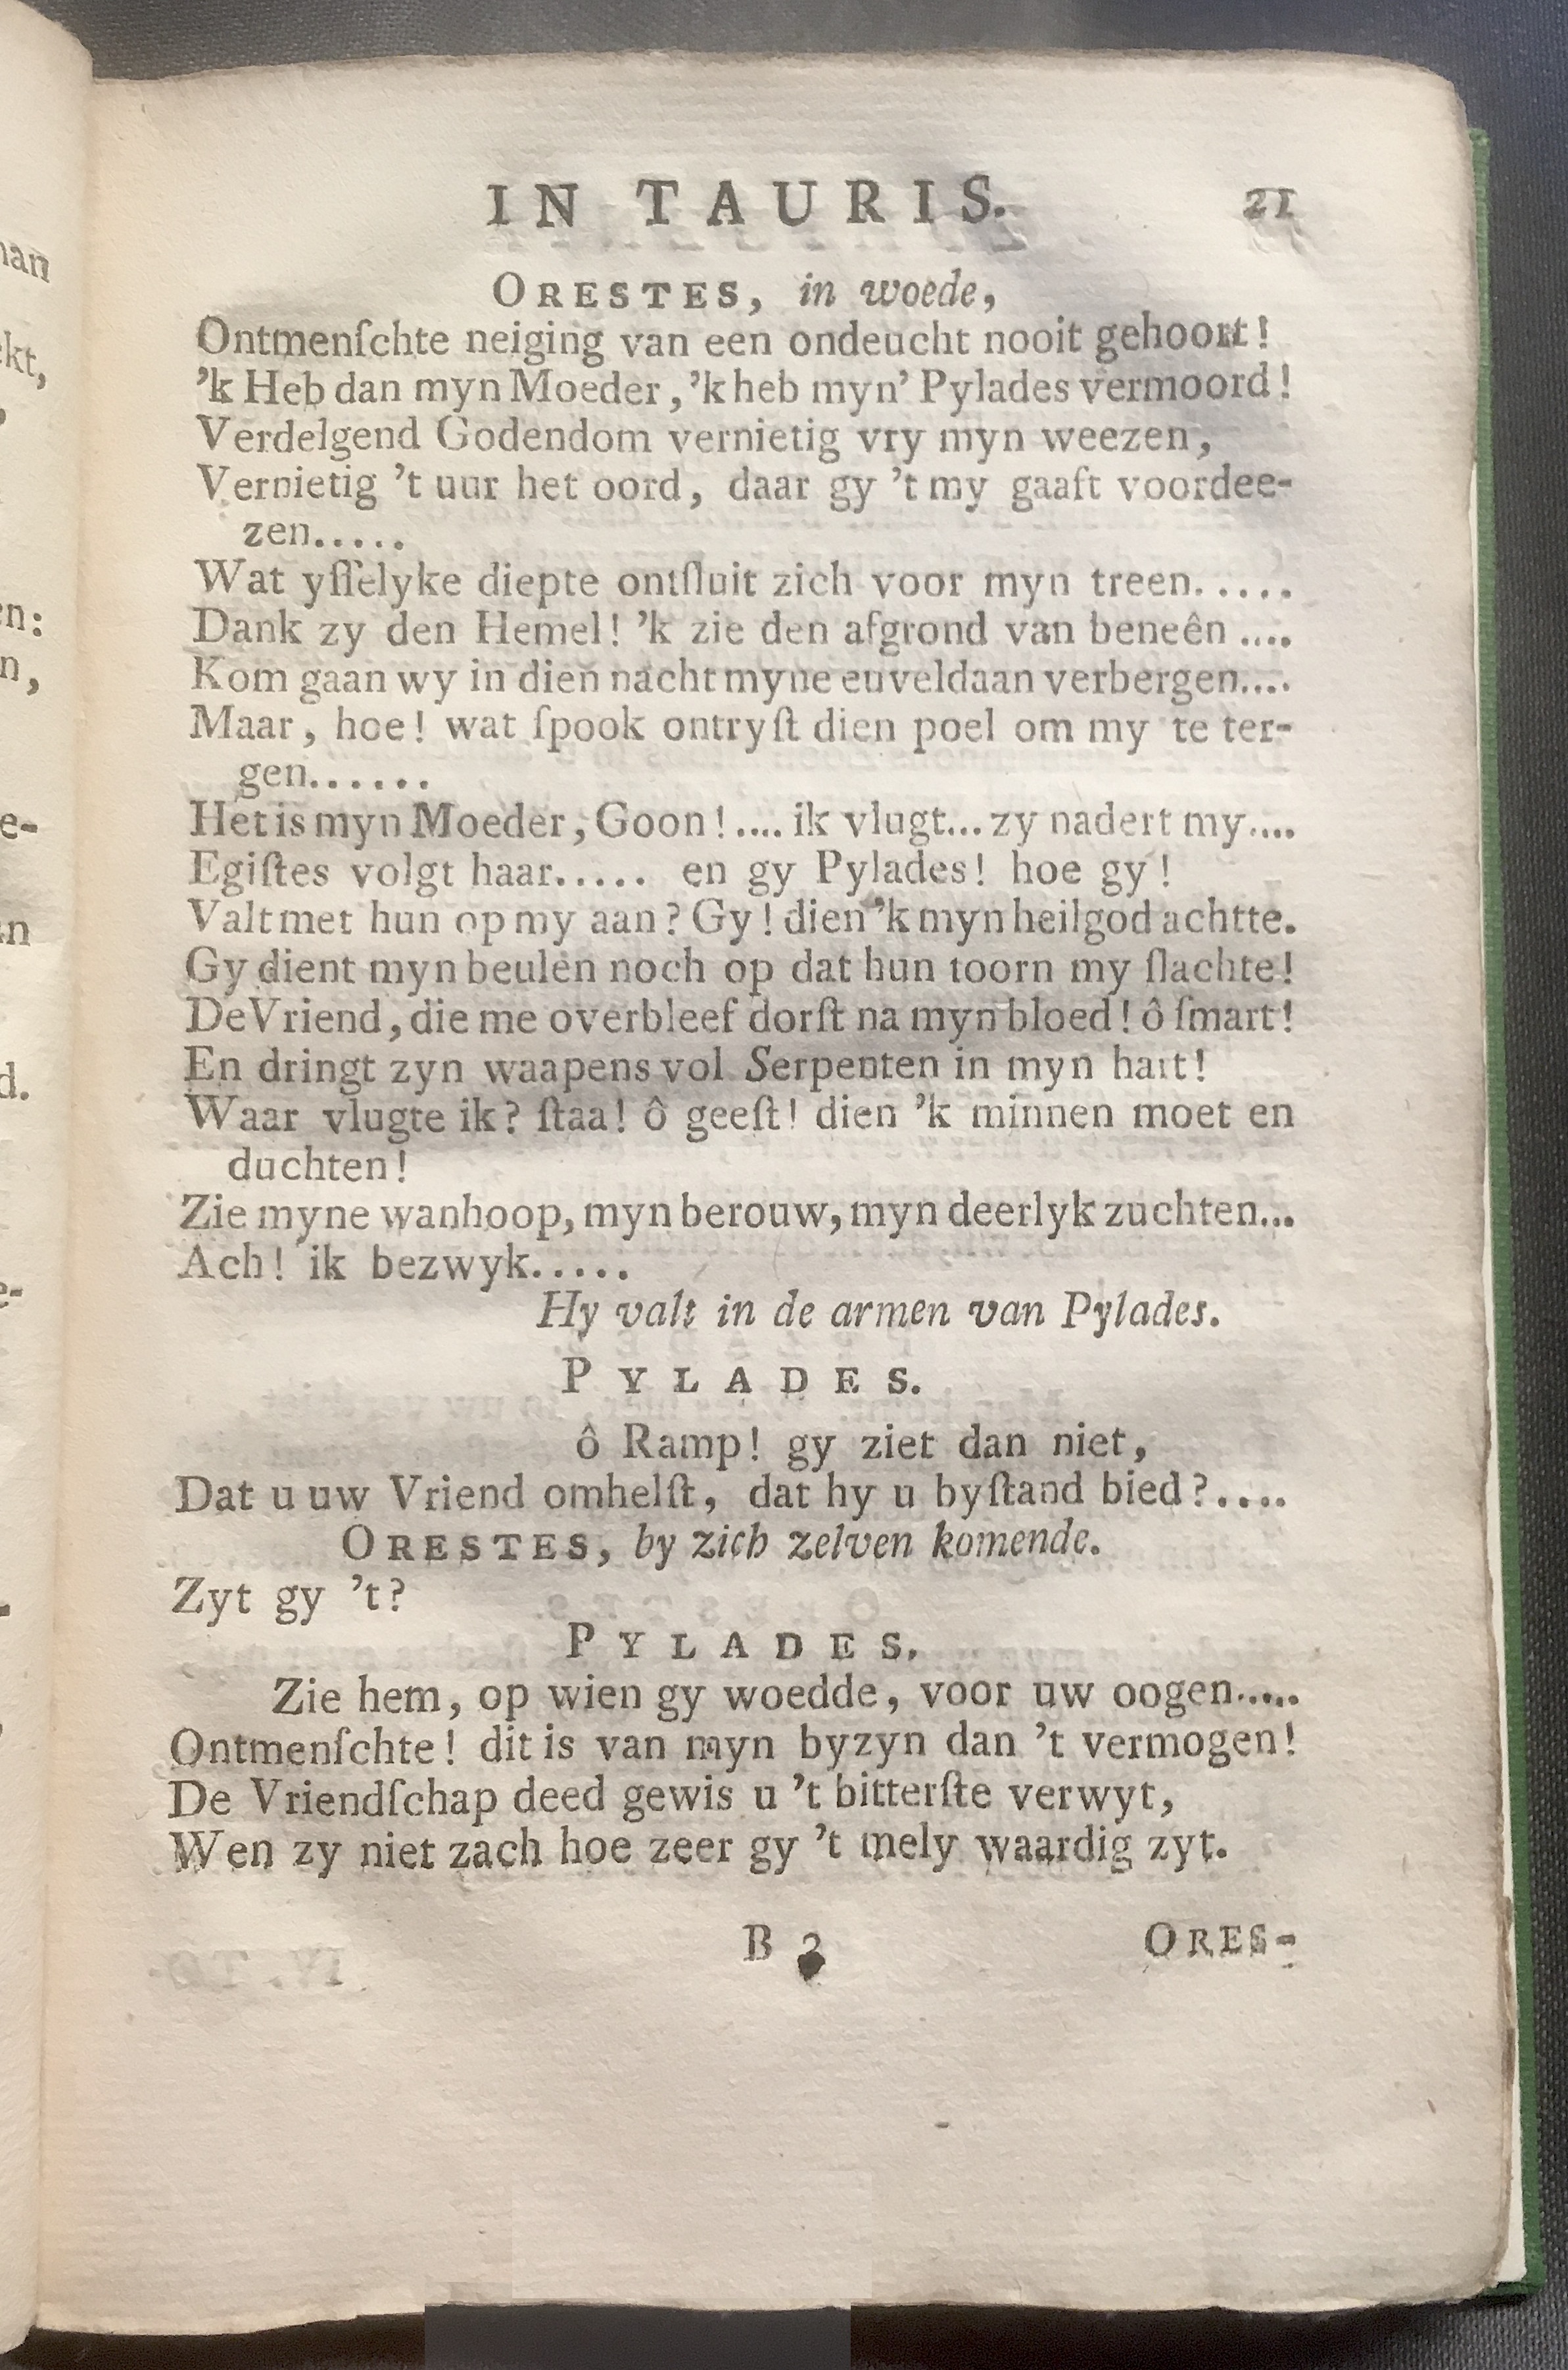 IN TAURIS. 21
ORESTES, in woede,
Ontmenſchte neiging van een ondeucht nooit gehoort!
’k Heb dan myn Moeder, ’k heb myn’ Pylades vermoord!
Verdelgend Godendom vernietig vry myn weezen,
Vernietig ’t uur het oord, daar gy ’t my gaaft voordee-
zen.....
Wat yſſelyke diepte ontſluit zich voor myn treen.....
Dank zy den Hemel! ’k zie den afgrond van beneên ....
Kom gaan wy in dien nacht myne euveldaan verbergen....
Maar, hoe! wat ſpook ontryſt dien poel om my te ter-
gen......
Het is myn Moeder, Goon!.... ik vlugt... zy nadert my....
Egiſtes volgt haar..... en gy Pylades! hoe gy!
Valt met hun op my aan? Gy! dien ’k myn heilgod achtte.
Gy dient myn beulen noch op dat hun toorn my ſlachte!
De Vriend, die me overbleef dorſt na myn bloed! ô ſmart!
En dringt zyn waapens vol Serpenten in myn hart!
Waar vlugte ik? ſtaa! ô geeſt! dien ’k minnen moet en
duchten!
Zie myne wanhoop, myn berouw, myn deerlyk zuchten...
Ach! ik bezwyk.....
Hy valt in de armen van Pylades.
PYLADES.
ô Ramp! gy ziet dan niet,
Dat u uw Vriend omhelſt, dat hy u byſtand bied?....
ORESTES, by zich zelven komende.
Zyt gy ’t?
PYLADES.
Zie hem, op wien gy woedde, voor uw oogen.....
Ontmenſchte! dit is van myn byzyn dan ’t vermogen!
De Vriendſchap deed gewis u ’t bitterſte verwyt,
Wen zy niet zach hoe zeer gy ’t mely waardig zyt.
B 3 ORES-